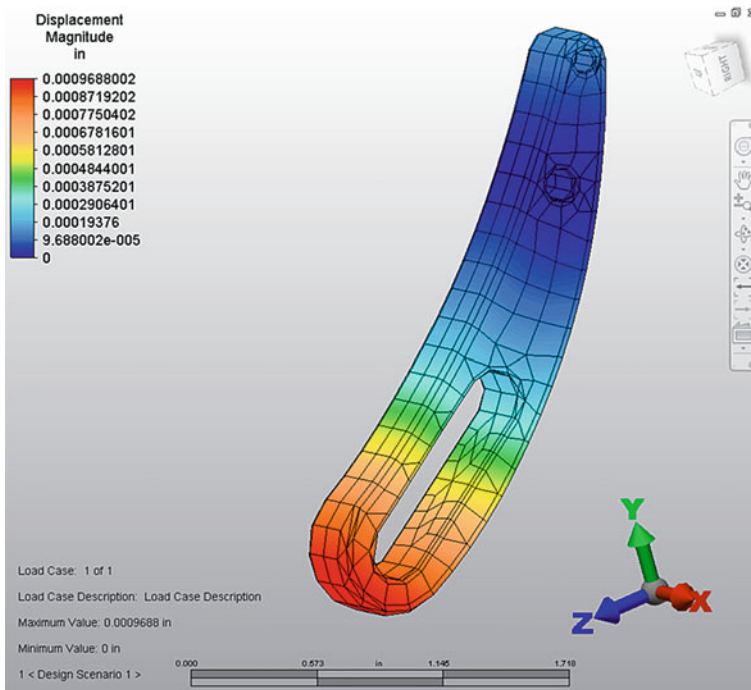 Displacement
Magnitude
in
0.0009688002
0.0008719202
0.0007750402
0.0006781601
0.0005812801
0.0004844001
0.0003875201
0.0002906401
0.00019376
9.688002e-005
0
RIGHT
Y
X
Z
Load Case: 1 of 1
Load Case Description: Load Case Description
Maximum Value: 0.0009688 in
Minimum Value: 0 in
0.000 0.573 in 1.145 1.718
1 < Design Scenario 1 >